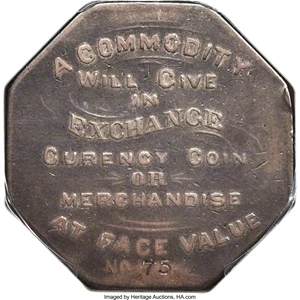 A COMMODITY
WILL GIVE
IN
EXCHANGE
CURENCY COIN
OR
MERCHANDISE
AT FACE VALUE
No 75
Imaged by Heritage Auctions, HA.com